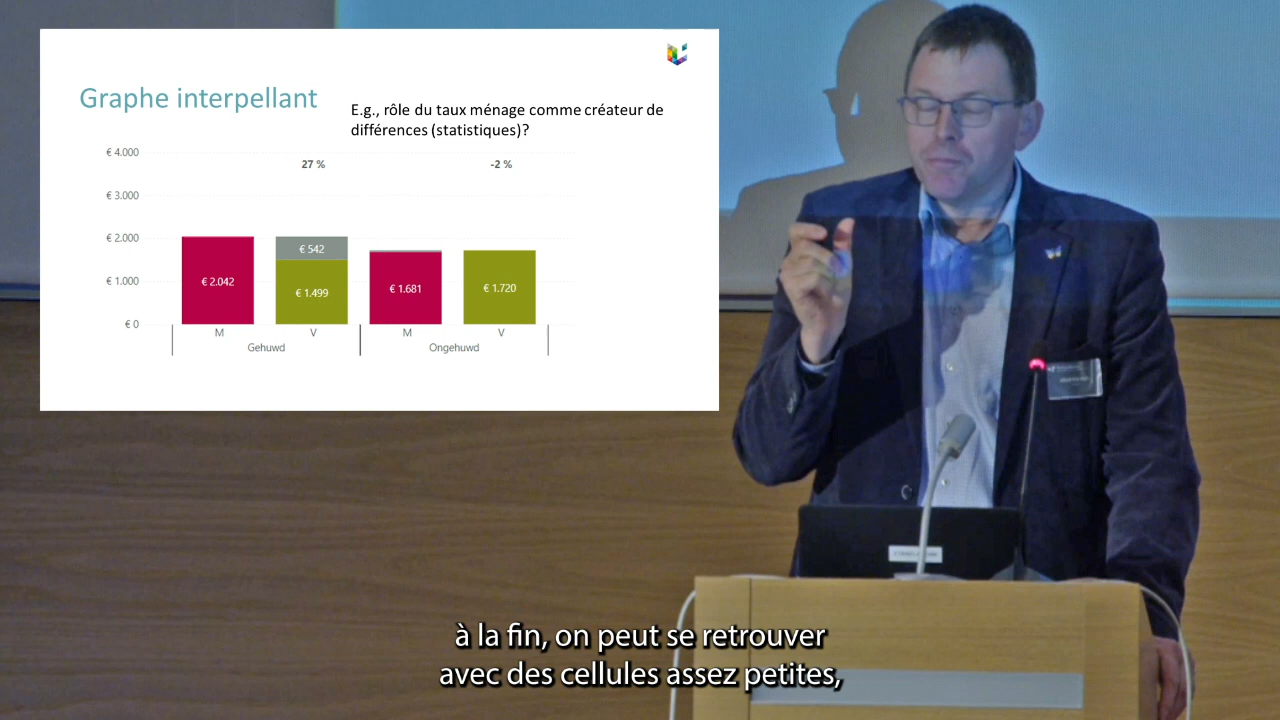 Graphe interpellant
E.g., rôle du taux ménage comme créateur de
différences (statistiques)?
€ 4.000
27 %
-2 %
€ 3.000
€ 2.000
€ 542
€ 1.000
€ 2.042
€ 1.499
€ 1.681
€ 1.720
€ 0
M
V
M
V
Gehuwd
Ongehuwd
à la fin, on peut se retrouver
avec des cellules assez petites,